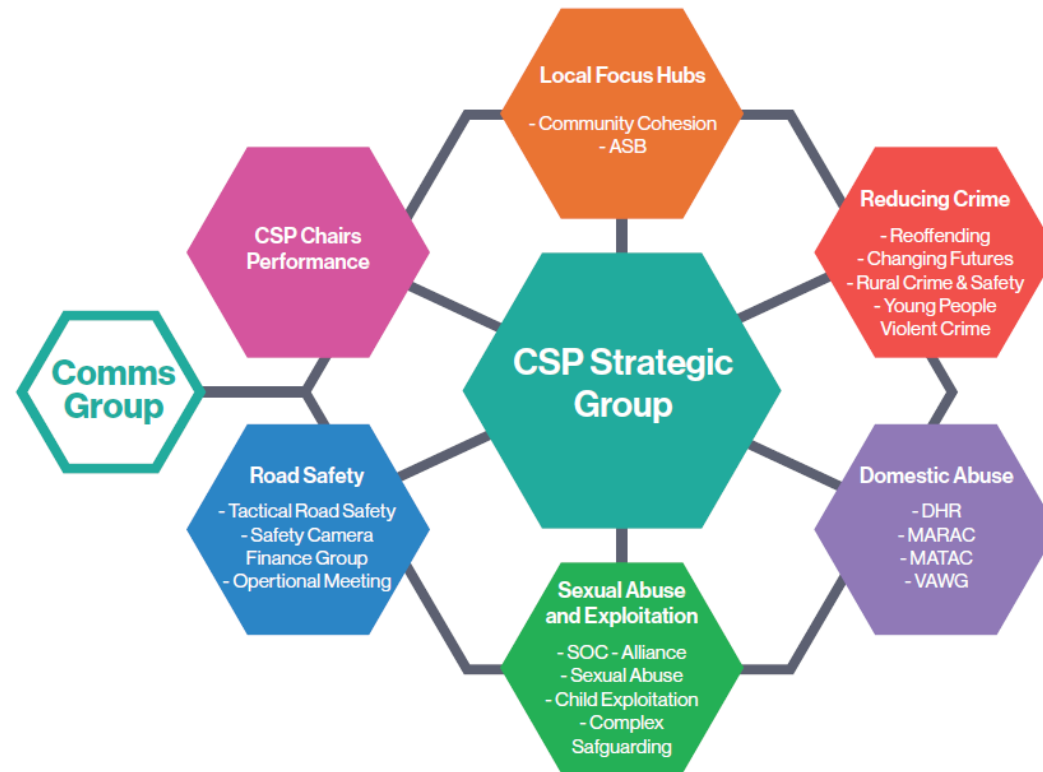 Local Focus Hubs
- Community Cohesion
- ASB
CSP Chairs
Performance
Reducing Crime
- Reoffending
- Changing Futures
- Rural Crime & Safety
- Young People
Violent Crime
Comms
Group
CSP Strategic
Group
Road Safety
- Tactical Road Safety
- Safety Camera
Finance Group
- Opertional Meeting
Domestic Abuse
- DHR
- MARAC
- MATAC
- VAWG
Sexual Abuse
and Exploitation
- SOC - Alliance
- Sexual Abuse
- Child Exploitation
- Complex
Safguarding